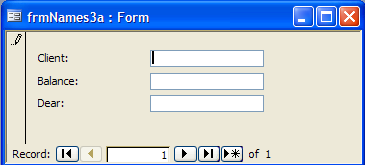 frmNames3a : Form
Client:
Balance:
Dear:
Record: 1 of 1